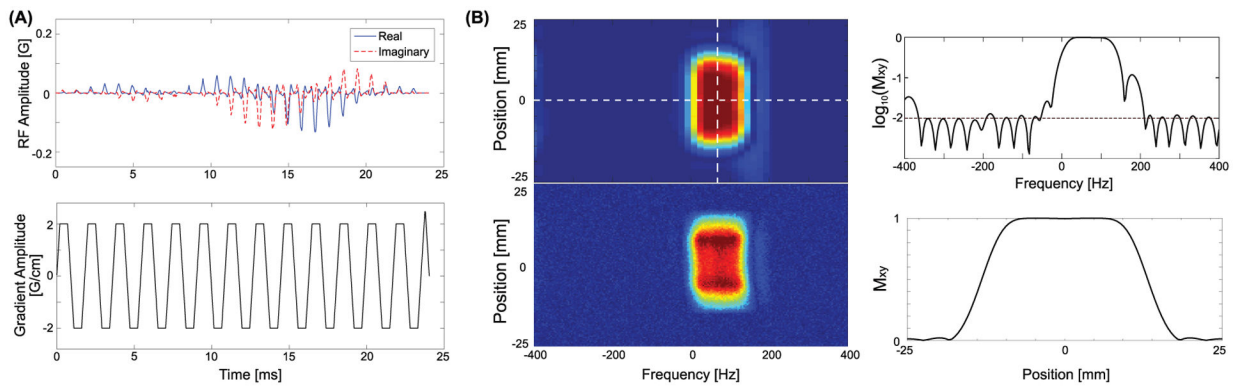 (A)
RF Amplitude [G]
0.2
0
-0.2
0 5 10 15 20 25
Real
Imaginary
Gradient Amplitude
[G/cm]
2
0
-2
0 5 10 15 20 25
Time [ms]
(B)
Position [mm]
25
0
-25
Position [mm]
25
0
-25
-400 -200 0 200 400
Frequency [Hz]
log10(Mxy)
0
-1
-2
-400 -200 0 200 400
Frequency [Hz]
Mxy
1
0
-25 0 25
Position [mm]